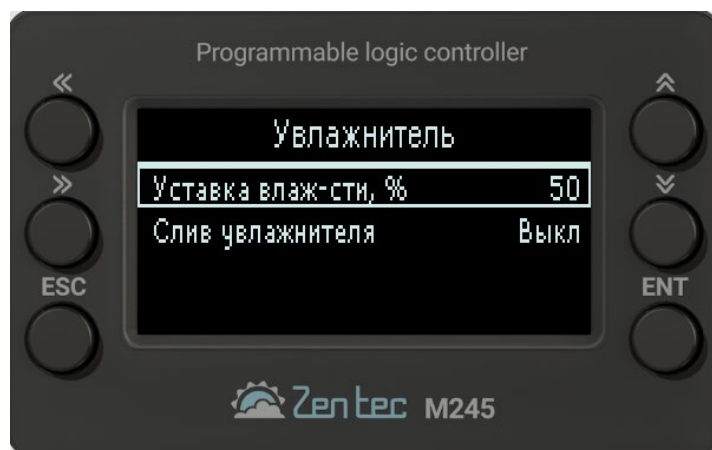 Programmable logic controller
«
»
ESC
Увлажнитель
Уставка влаж-сти, % 50
Слив увлажнителя Выкл
ENT
Zentec M245